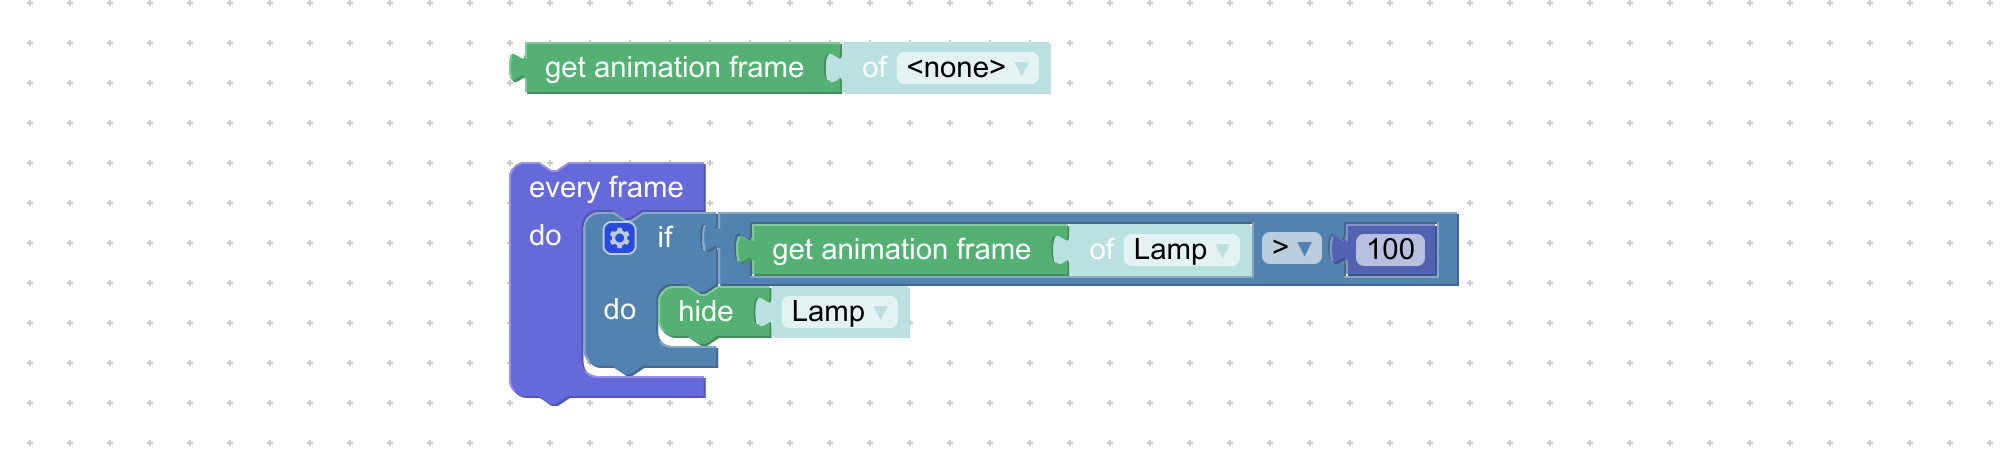 get animation frame of <none> ▼
every frame
do if get animation frame of Lamp ▼ > ▼ 100
do hide Lamp ▼